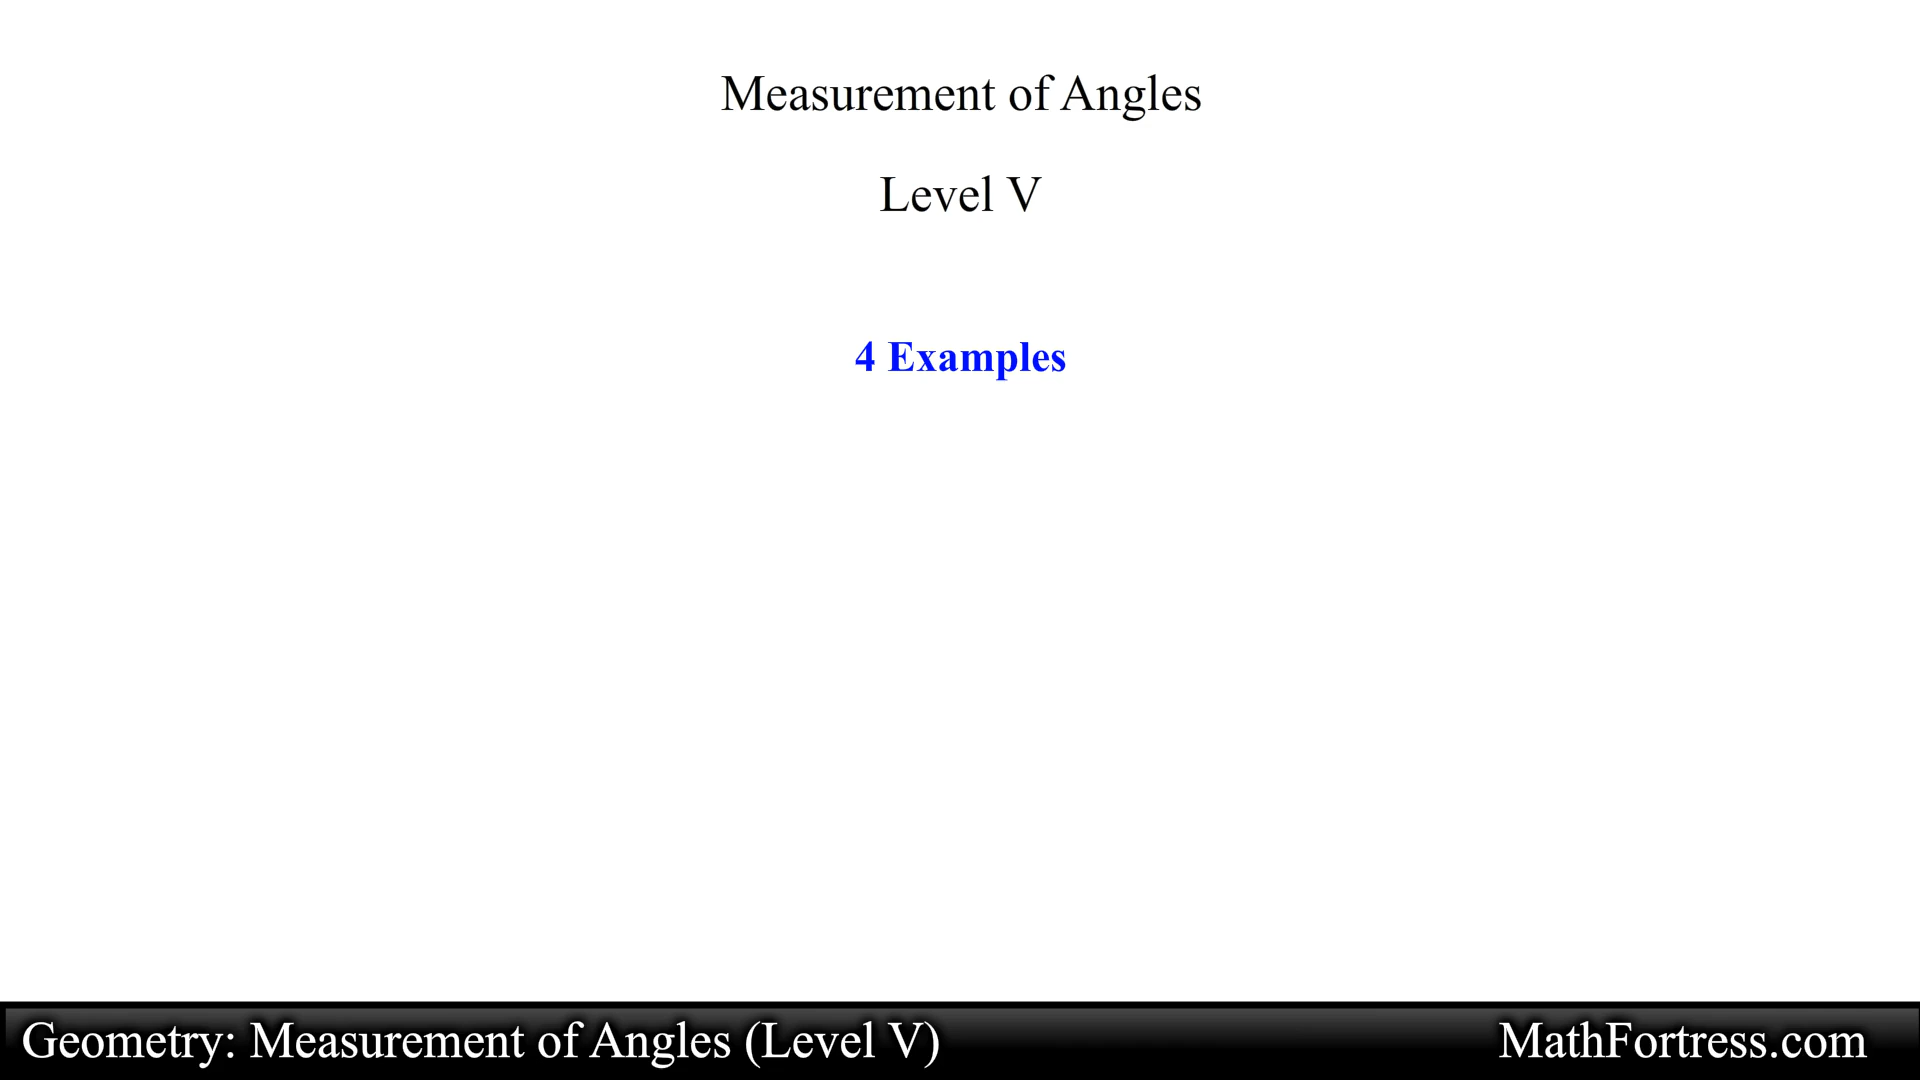 Measurement of Angles
Level V
4 Examples
Geometry: Measurement of Angles (Level V)
MathFortress.com